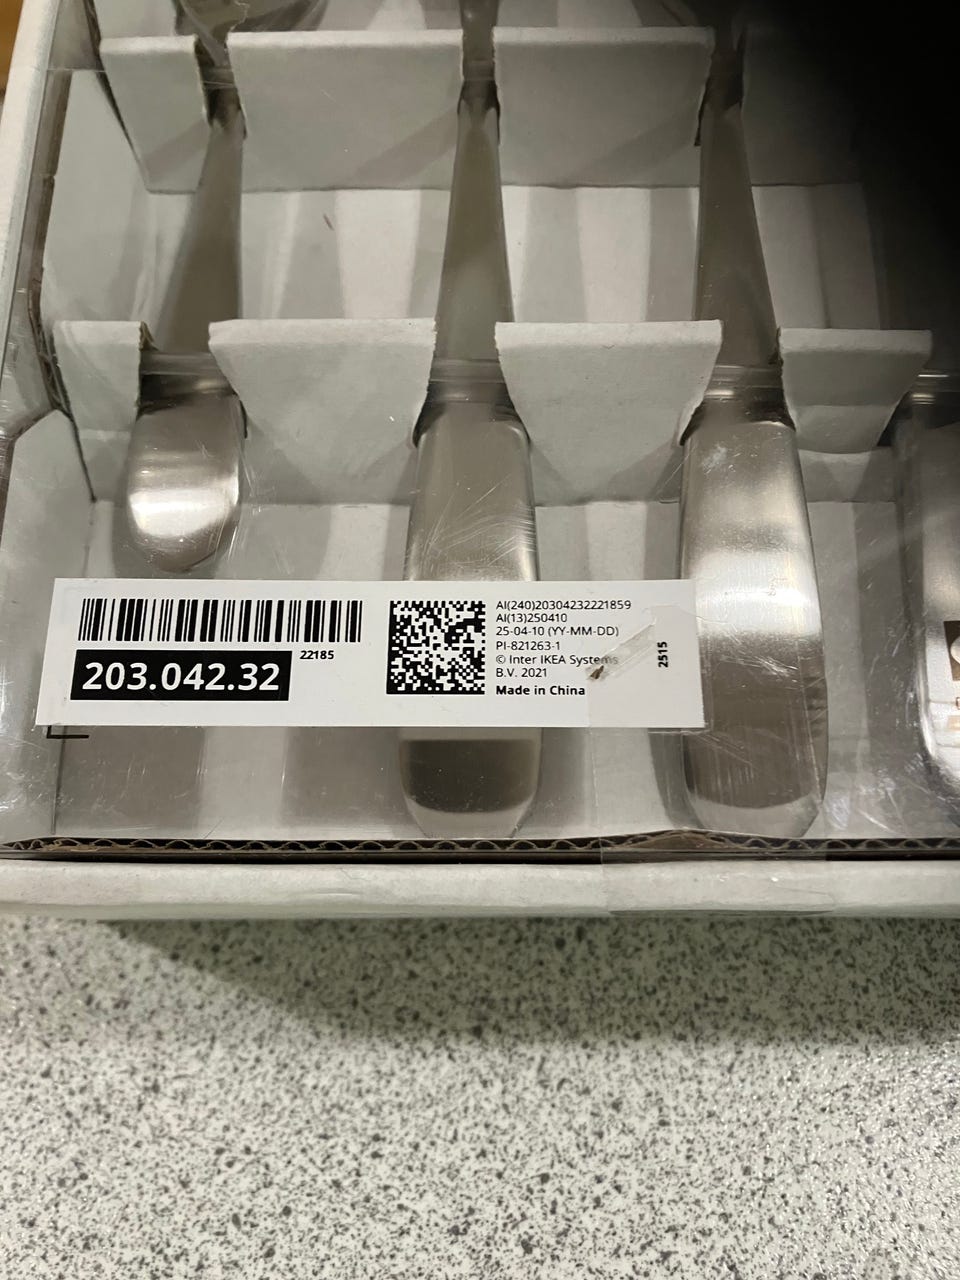 22185
203.042.32
AI(240)20304232221859
AI(13)250410
25-04-10 (YY-MM-DD)
PI-821263-1
© Inter IKEA Systems
B.V. 2021
Made in China
2515